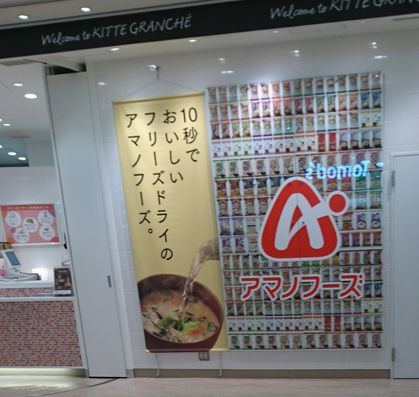 Welcome to KITTE GRANCHÉ
Welcome to KITTE GRANCHÉ
10秒で
おいしい
フリーズドライの
アマノフーズ。
Tomod's
A
アマノフーズ